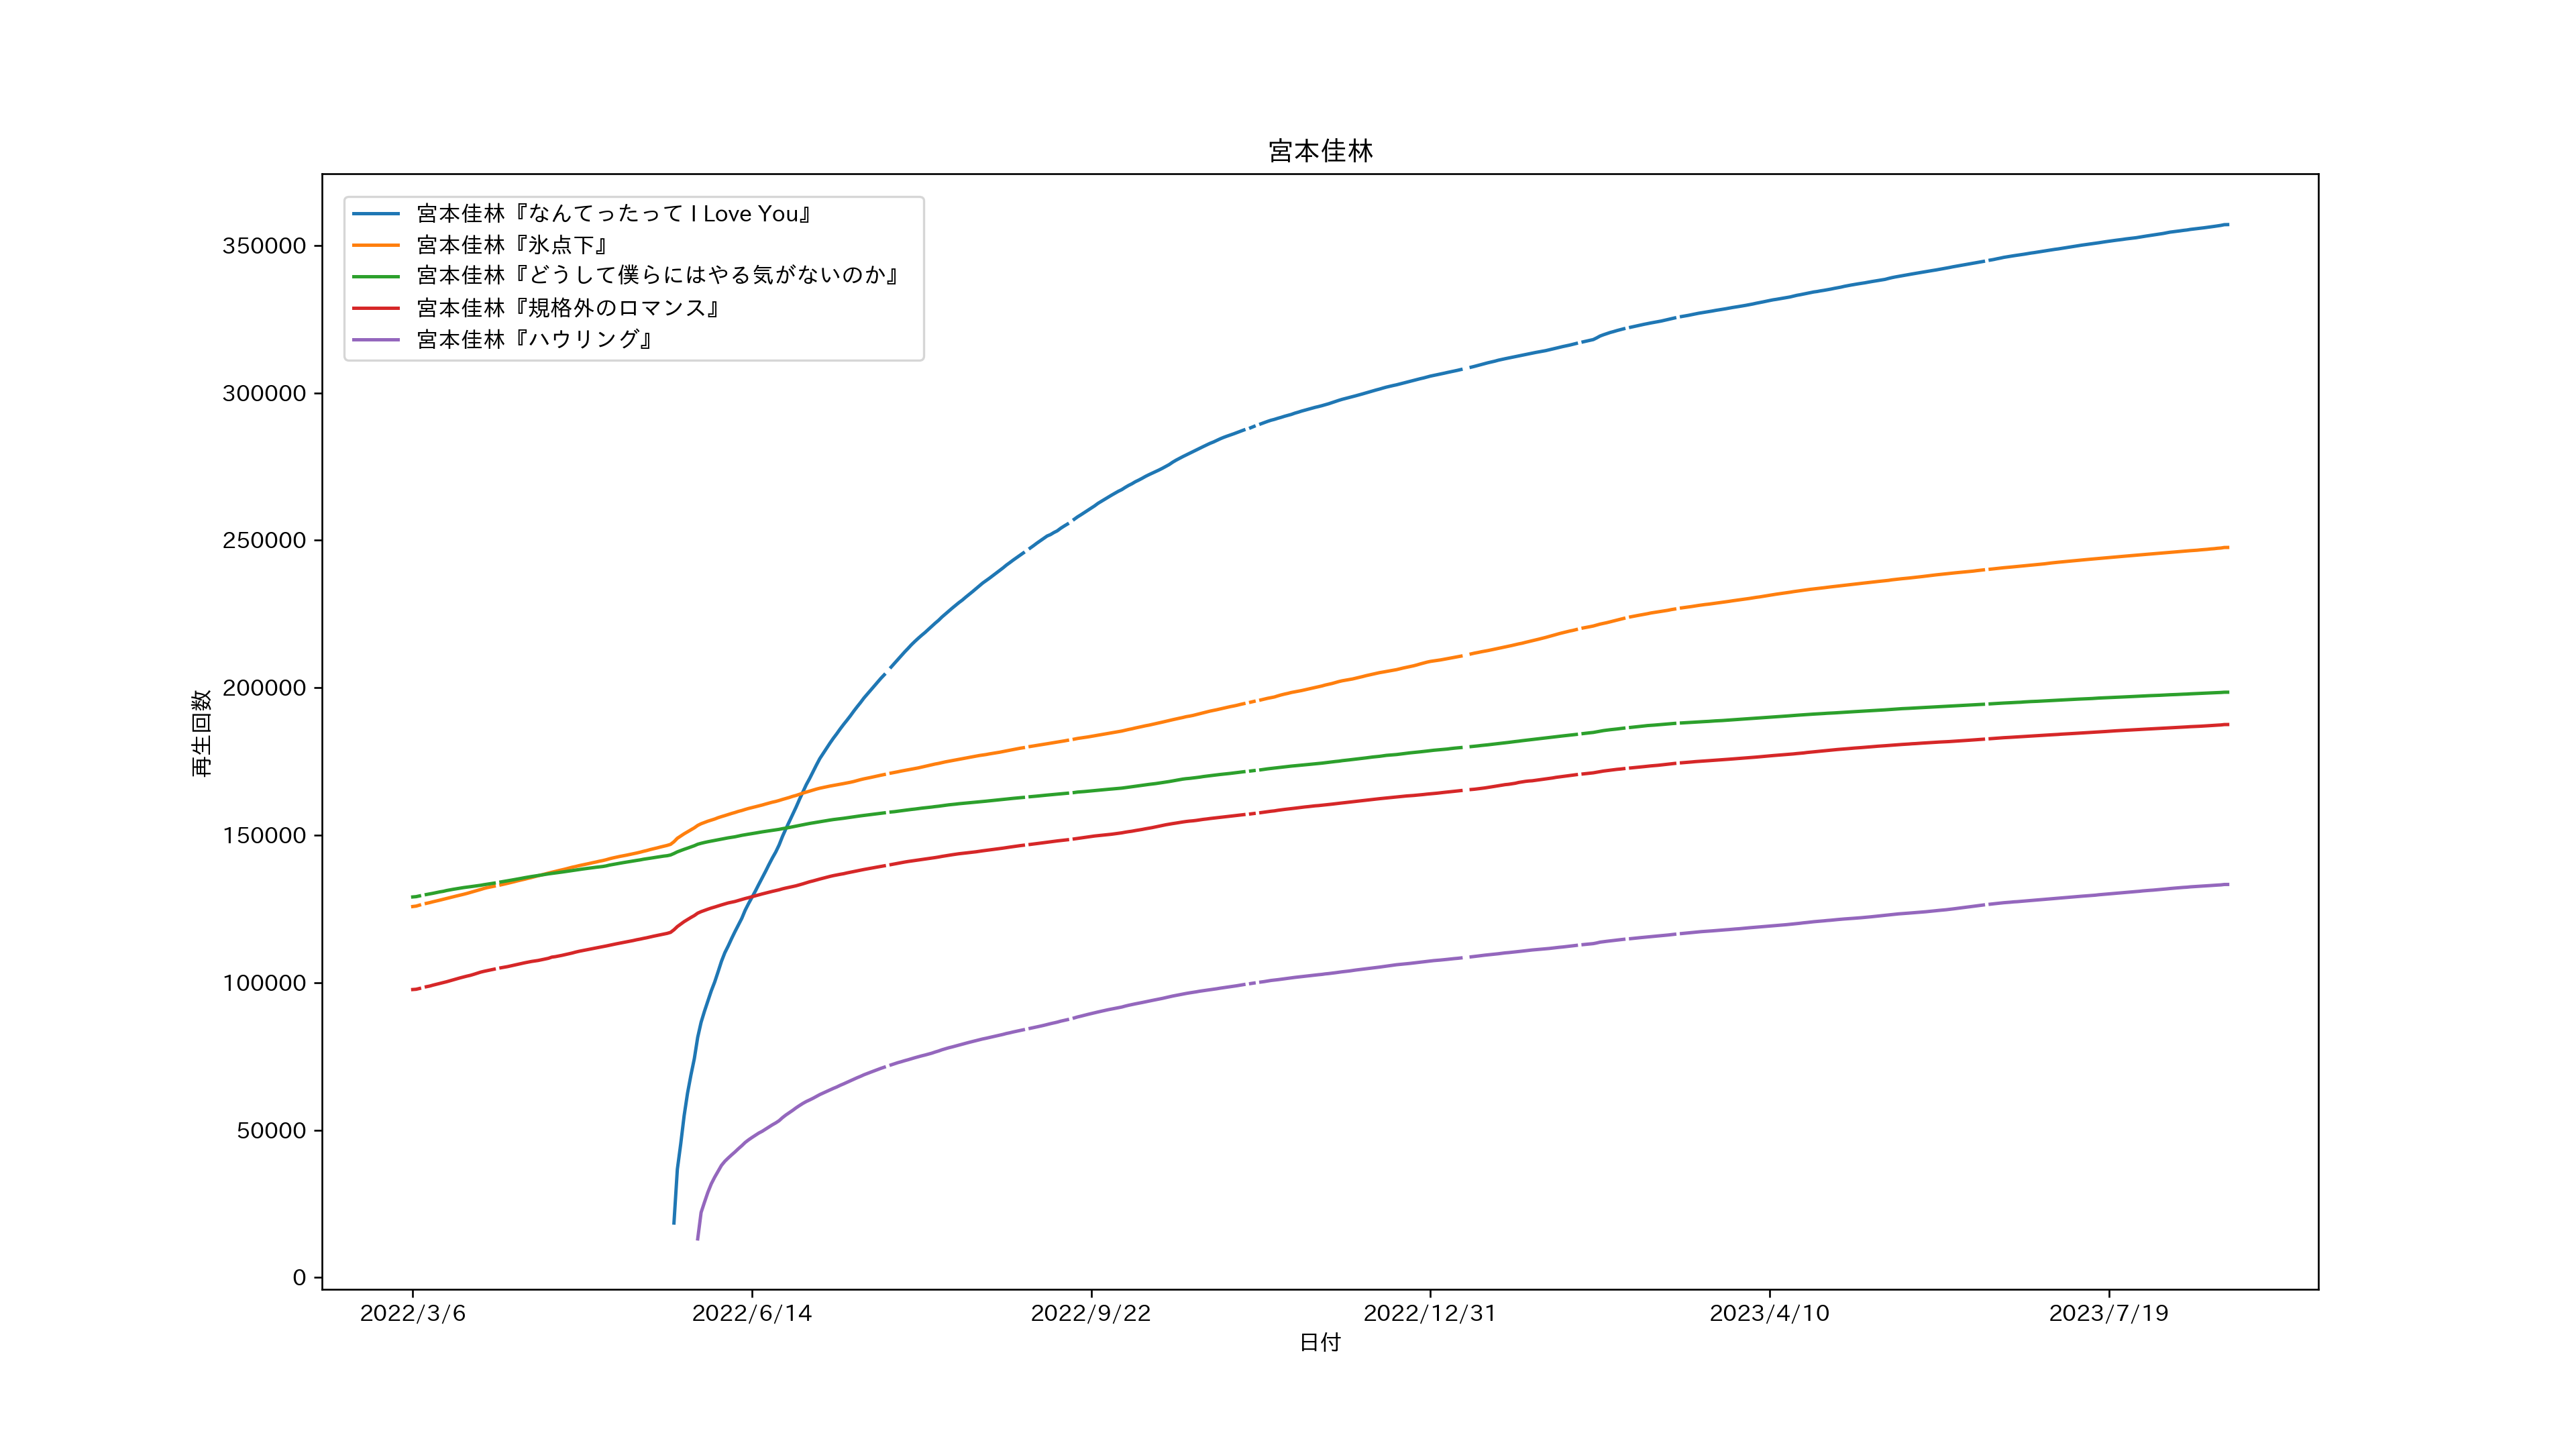 宮本佳林
宮本佳林『なんてったって I Love You』
宮本佳林『氷点下』
宮本佳林『どうして僕らにはやる気がないのか』
宮本佳林『規格外のロマンス』
宮本佳林『ハウリング』
350000
300000
250000
200000
150000
100000
50000
0
再生回数
2022/3/6
2022/6/14
2022/9/22
2022/12/31
2023/4/10
2023/7/19
日付